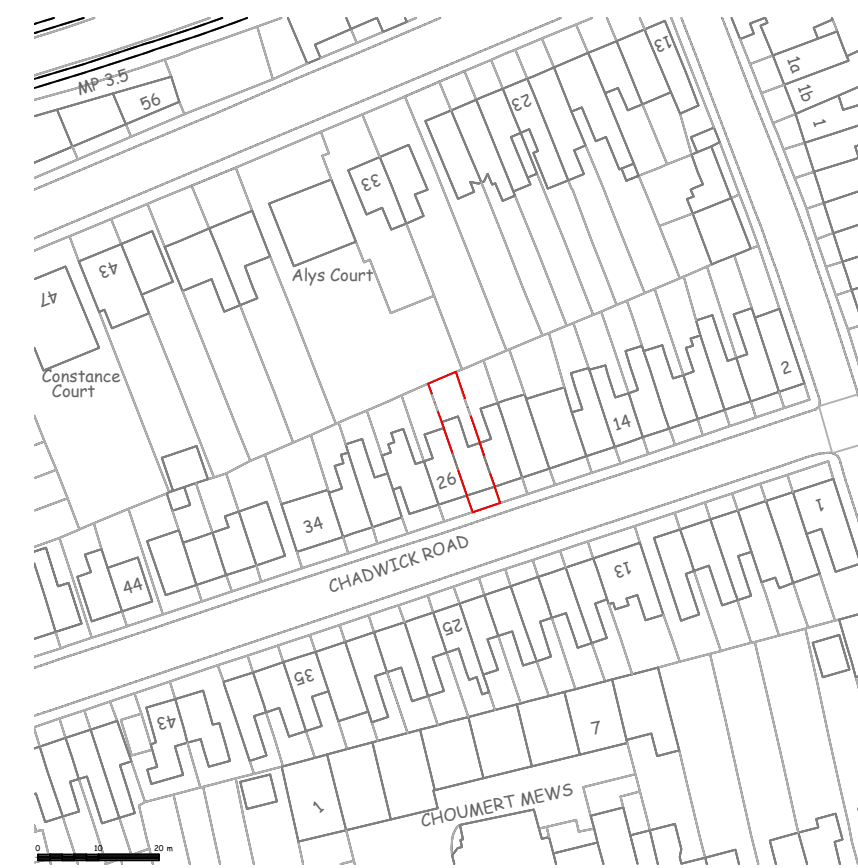 13
MP 3.5
56
1a
1b
1
23
33
43
Alys Court
47
Constance
Court
2
14
26
34
CHADWICK ROAD
44
1
13
25
35
43
7
1
CHOUMERT MEWS
0 10 20 m